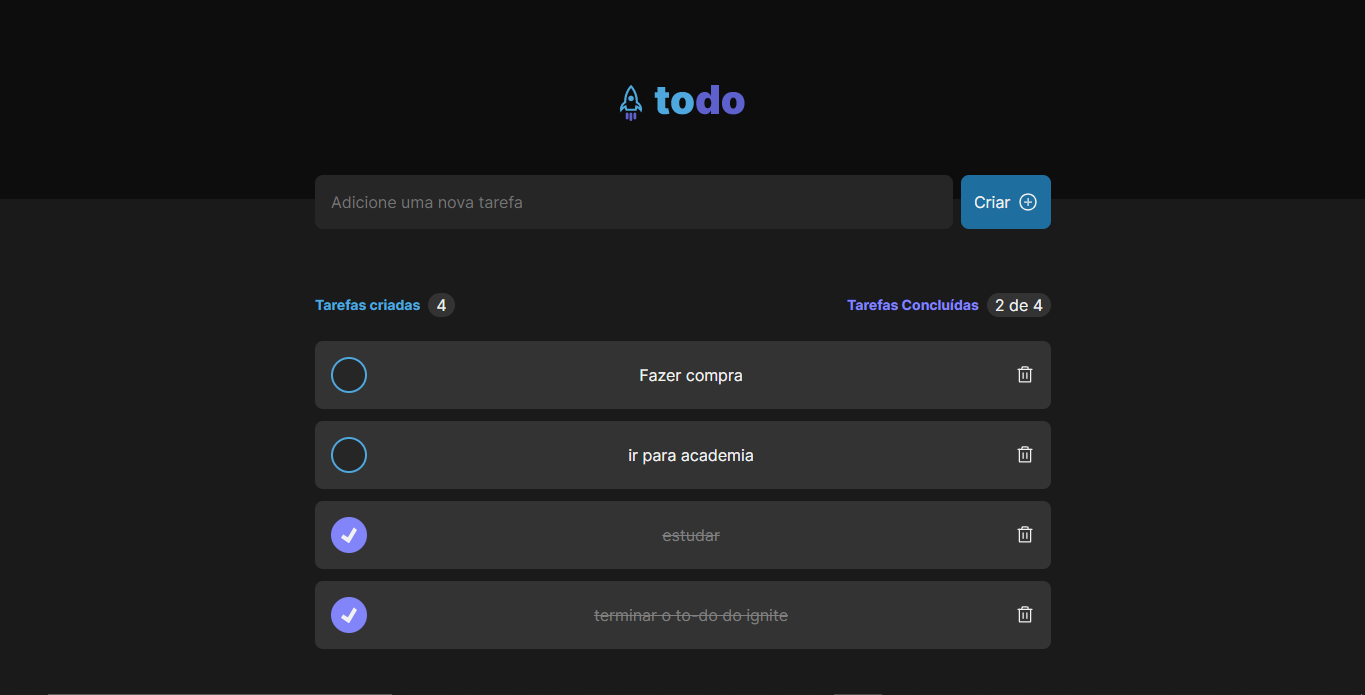 todo
Adicione uma nova tarefa
Criar
Tarefas criadas 4
Tarefas Concluídas 2 de 4
Fazer compra
ir para academia
estudar
terminar o to-do do ignite